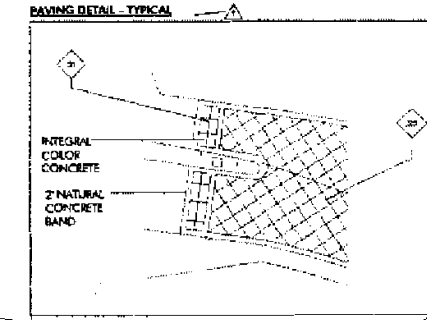 PAVING DETAIL - TYPICAL
INTEGRAL
COLOR
CONCRETE
2' NATURAL
CONCRETE
BAND